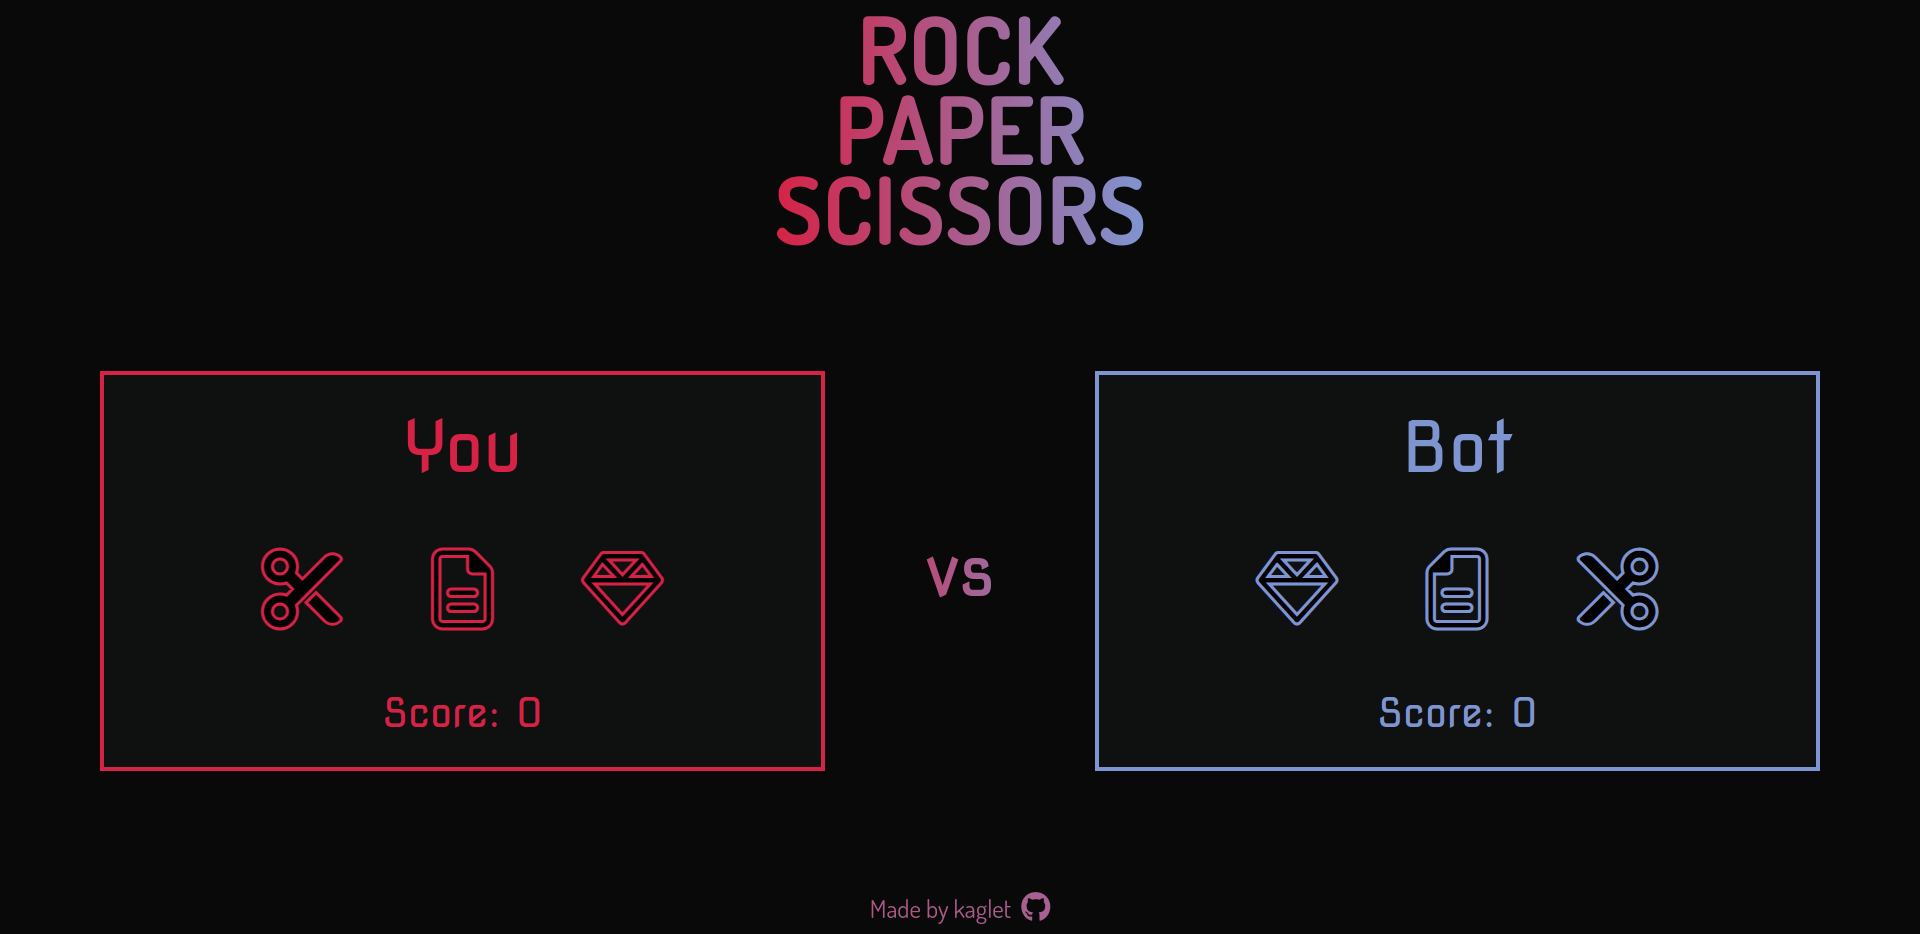 ROCK
PAPER
SCISSORS
You
Score: 0
VS
Bot
Score: 0
Made by kaglet